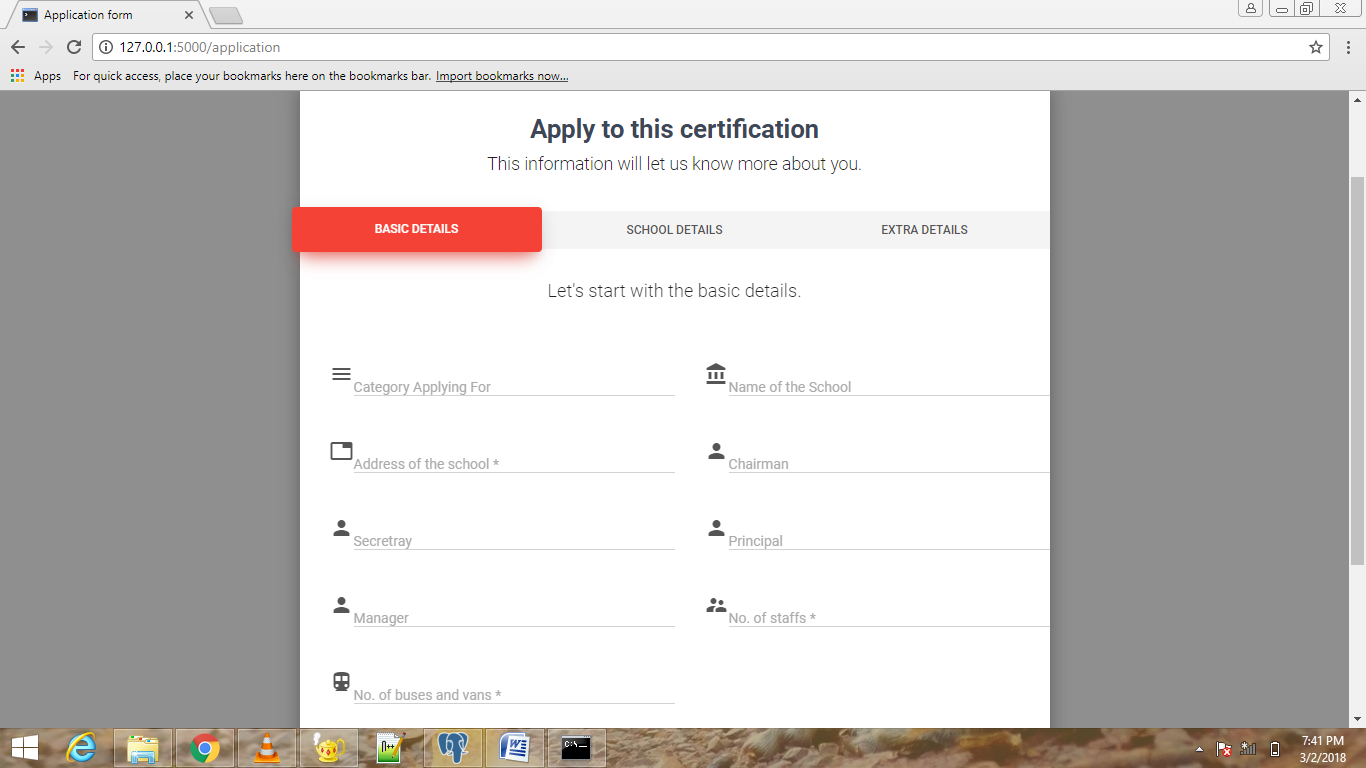 Application form
127.0.0.1:5000/application
Apps For quick access, place your bookmarks here on the bookmarks bar. Import bookmarks now...
Apply to this certification
This information will let us know more about you.
BASIC DETAILS SCHOOL DETAILS EXTRA DETAILS
Let's start with the basic details.
Category Applying For Name of the School
Address of the school * Chairman
Secretray Principal
Manager No. of staffs *
No. of buses and vans *
7:41 PM
3/2/2018